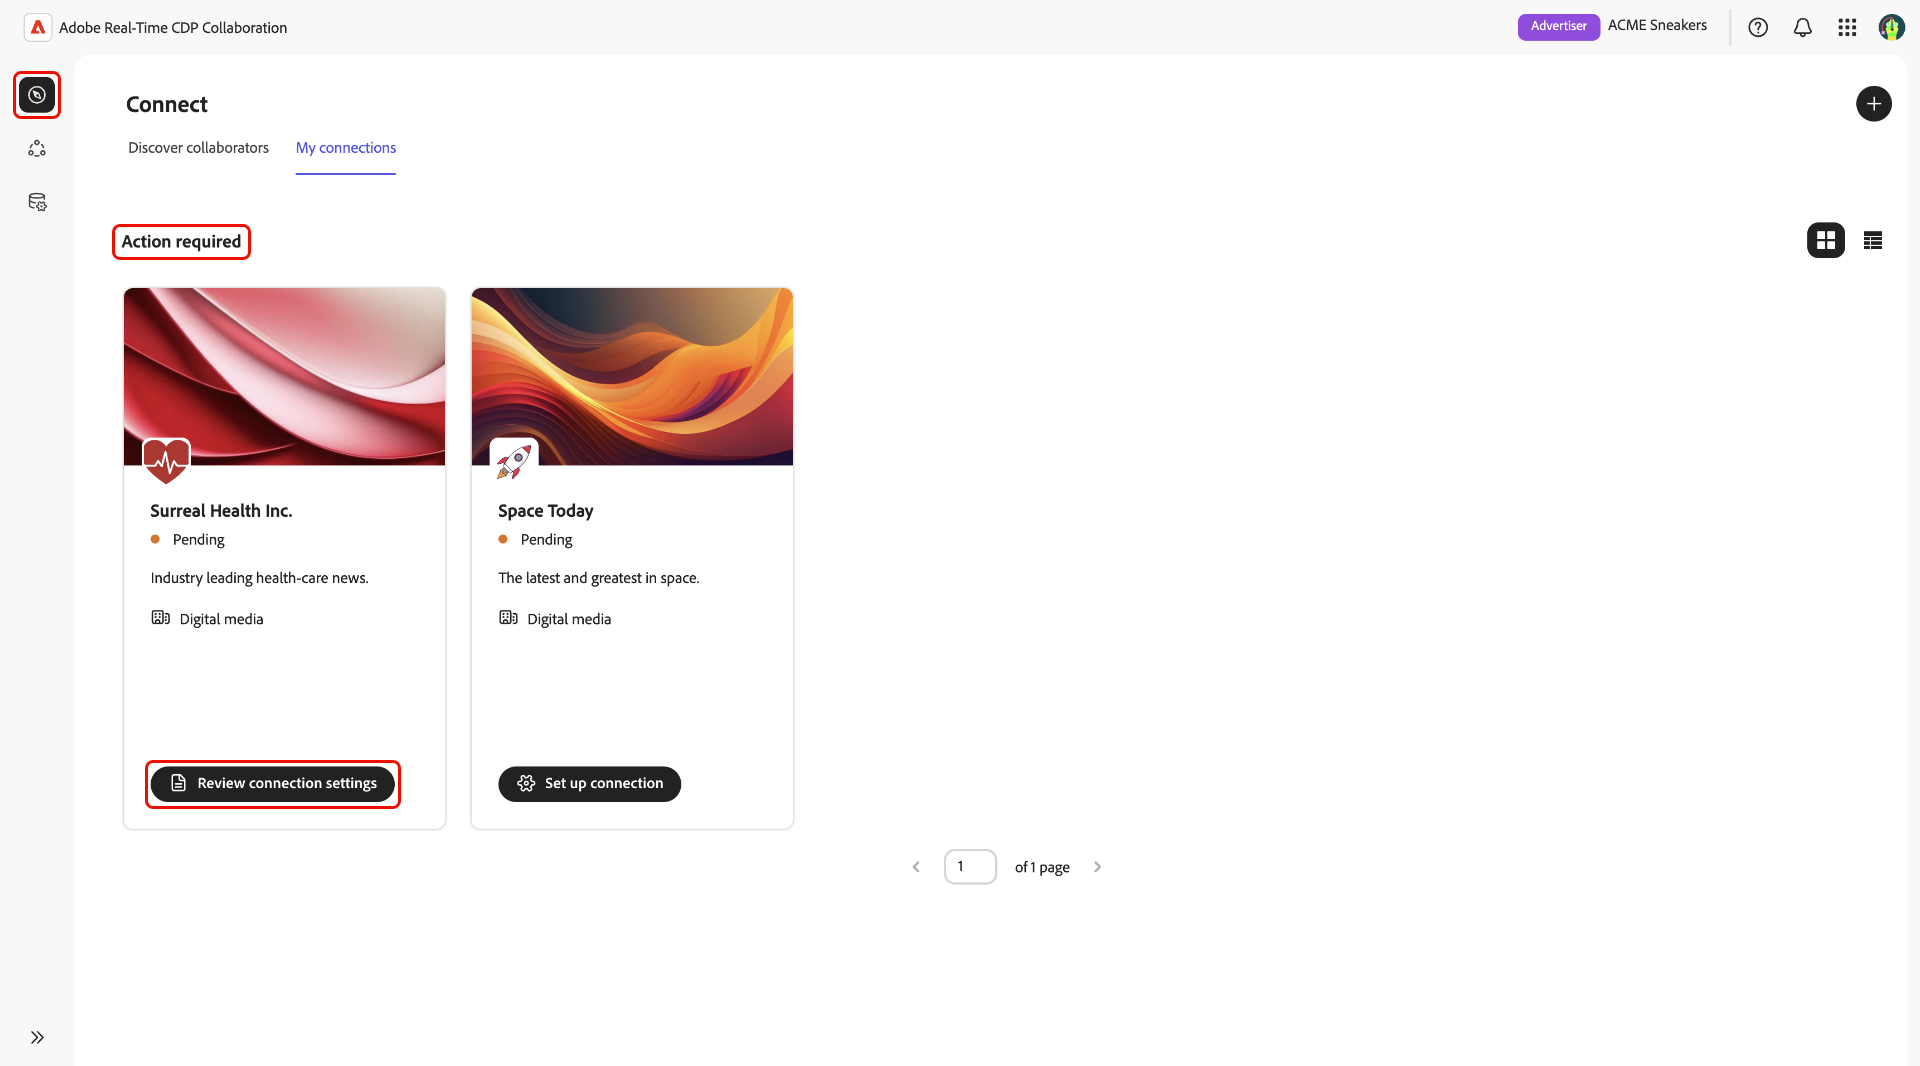 Adobe Real-Time CDP Collaboration
Advertiser
ACME Sneakers
Connect
Discover collaborators
My connections
Action required
Surreal Health Inc.
Pending
Industry leading health-care news.
Digital media
Review connection settings
Space Today
Pending
The latest and greatest in space.
Digital media
Set up connection
1
of 1 page